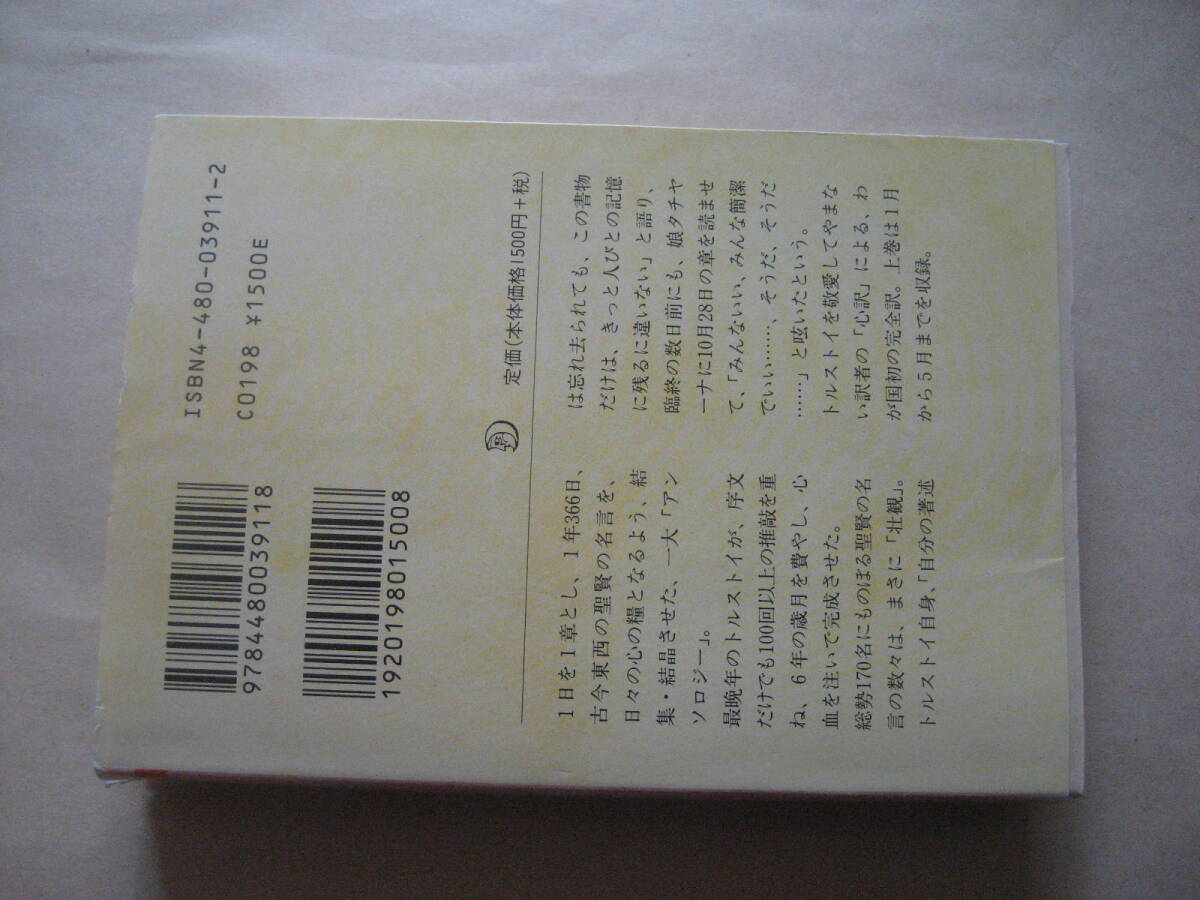 9784480039118
1920198015008
ISBN4-480-03911-2
C0198 ¥1500E
定価(本体価格1500円+税)
1日を1章とし、1年366日、
古今東西の聖賢の名言を、
日々の心の糧となるよう、結
集・結晶させた、一大「アン
ソロジー」。
最晩年のトルストイが、序文
だけでも100回以上の推敲を重
ね、6年の歳月を費やし、心
血を注いで完成させた。
総勢170名にものぼる聖賢の名
言の数々は、まさに「壮観」。
トルストイ自身、「自分の著述
は忘れ去られても、この書物
だけは、きっと人びとの記憶
に残るに違いない」と語り、
臨終の数日前にも、娘タチヤ
ーナに10月28日の章を読ませ
て、「みんないい、みんな簡潔
でいい……、そうだ、そうだ
……」と呟いたという。
トルストイを敬愛してやまな
い訳者の「心訳」による、わ
が国初の完全訳。上巻は1月
から5月までを収録。